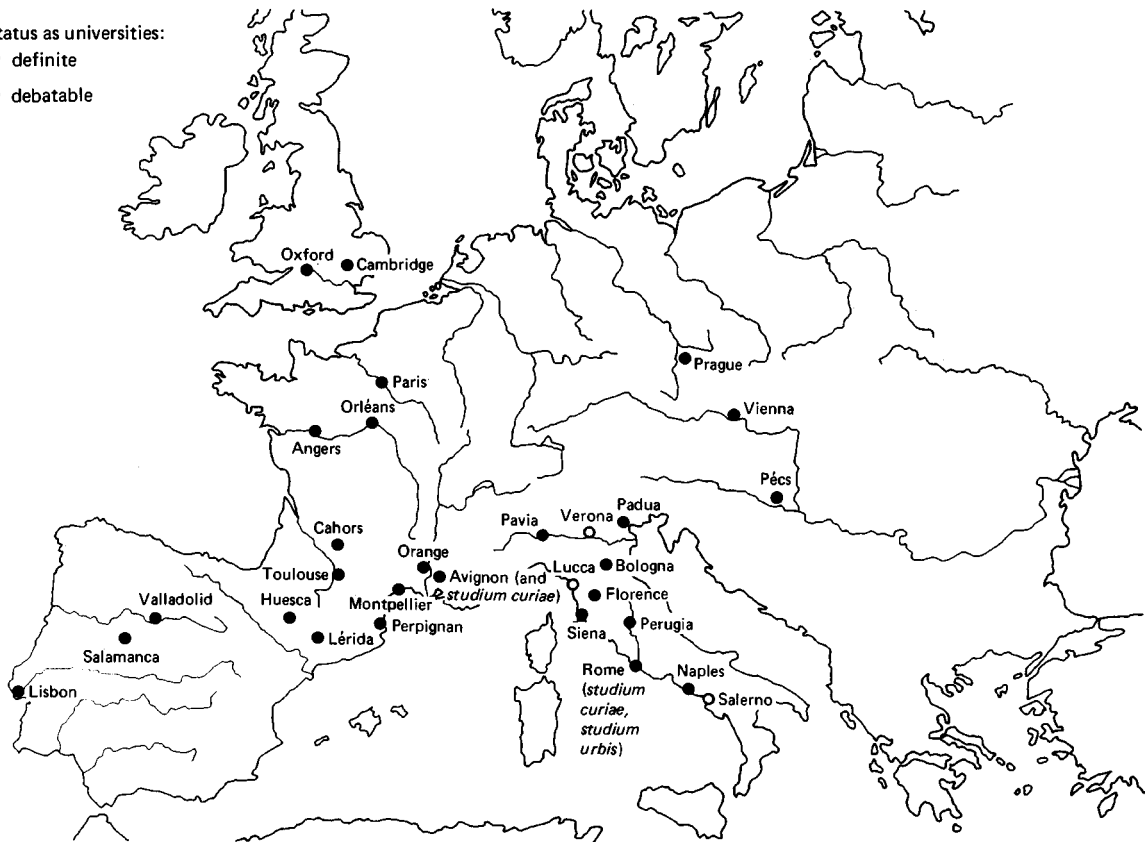 tatus as universities:
definite
debatable
Oxford
Cambridge
Paris
Prague
Orléans
Vienna
Angers
Pécs
Padua
Verona
Pavia
Cahors
Orange
Lucca
Bologna
Toulouse
Avignon (and
studium curiae)
Huesca
Montpellier
Florence
Valladolid
Perpignan
Siena
Perugia
Lérida
Salamanca
Rome
(studium
curiae,
studium
urbis)
Naples
Salerno
Lisbon